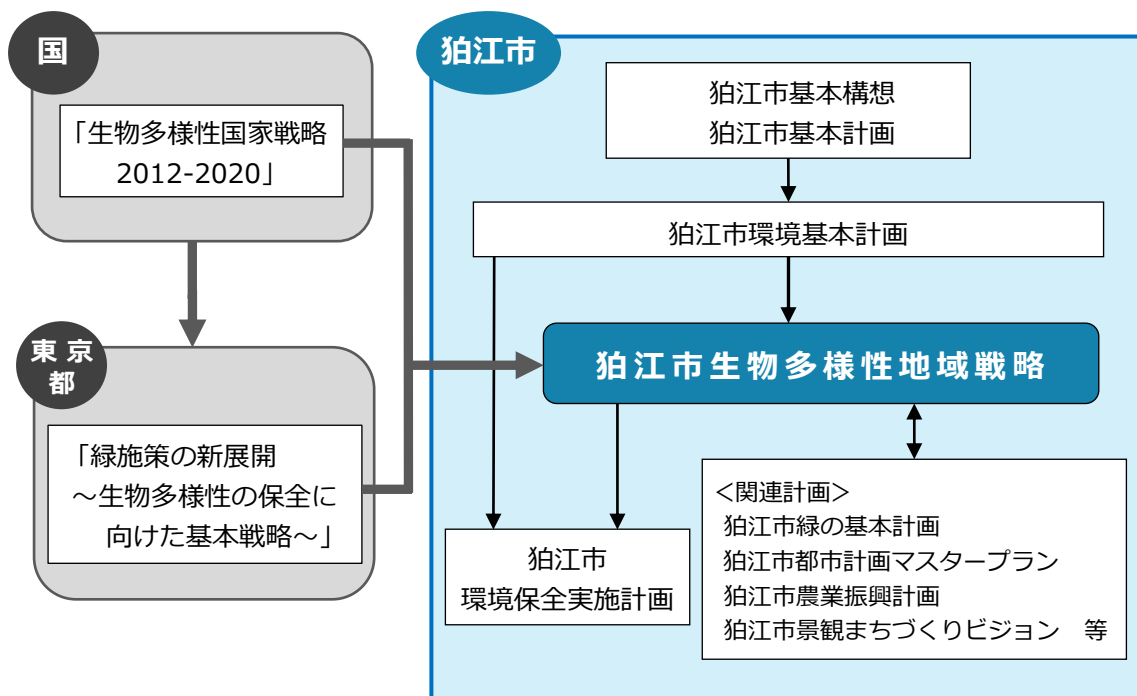 国
「生物多様性国家戦略
2012-2020」
東京
都
「緑施策の新展開
～生物多様性の保全に
向けた基本戦略～」
狛江市
狛江市基本構想
狛江市基本計画
狛江市環境基本計画
狛江市生物多様性地域戦略
狛江市
環境保全実施計画
＜関連計画＞
狛江市緑の基本計画
狛江市都市計画マスタープラン
狛江市農業振興計画
狛江市景観まちづくりビジョン　等